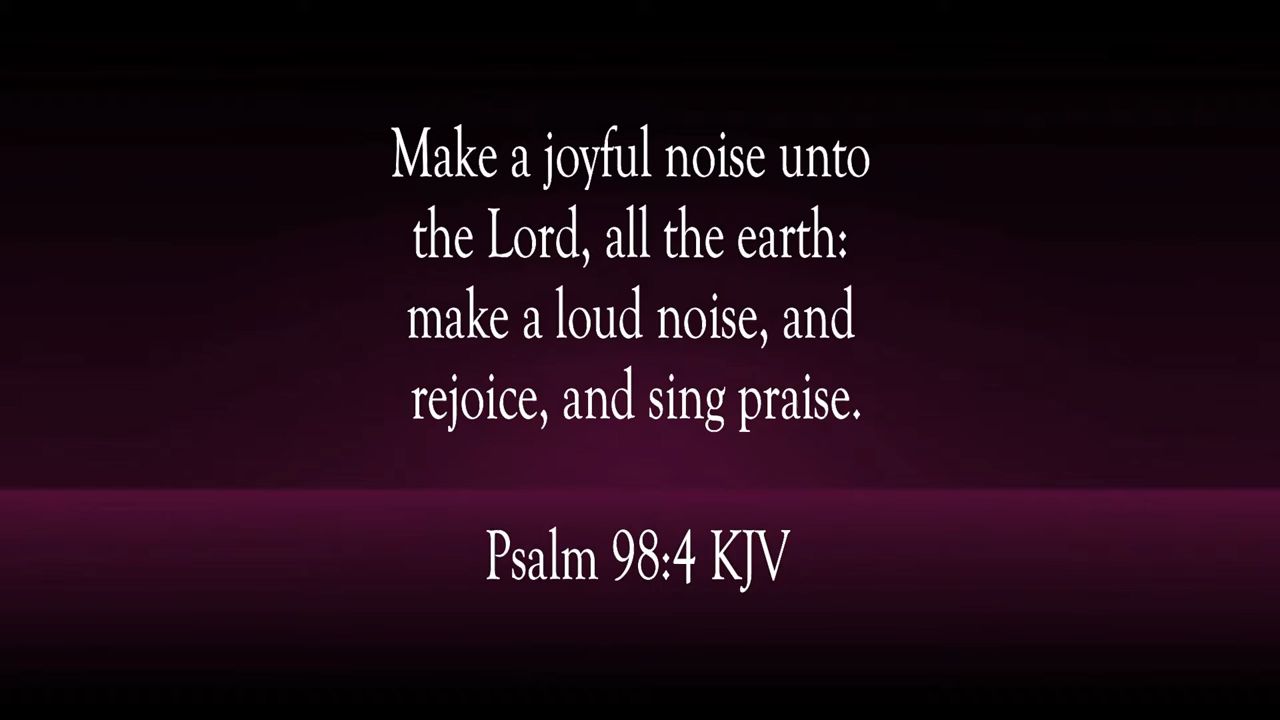 Make a joyful noise unto
the Lord, all the earth:
make a loud noise, and
rejoice, and sing praise.
Psalm 98:4 KJV